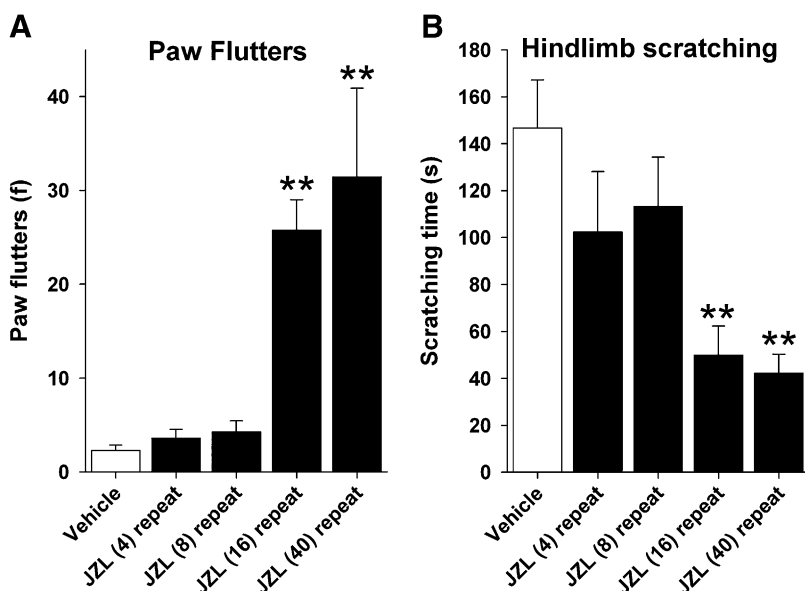 A
Paw Flutters
Paw flutters (f)
40
30
20
10
0
**
**
Vehicle
JZL (4) repeat
JZL (8) repeat
JZL (16) repeat
JZL (40) repeat
B
Hindlimb scratching
Scratching time (s)
180
160
140
120
100
80
60
40
20
0
**
**
Vehicle
JZL (4) repeat
JZL (8) repeat
JZL (16) repeat
JZL (40) repeat